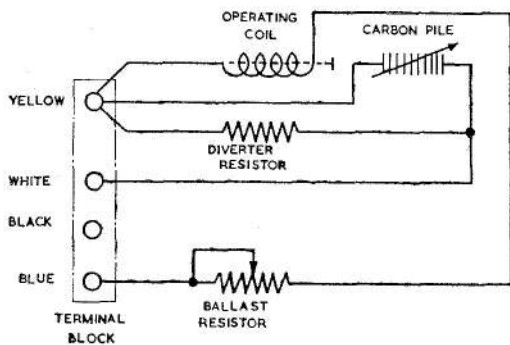 OPERATING
COIL
CARBON PILE
YELLOW
DIVERTER
RESISTOR
WHITE
BLACK
BLUE
BALLAST
RESISTOR
TERMINAL
BLOCK